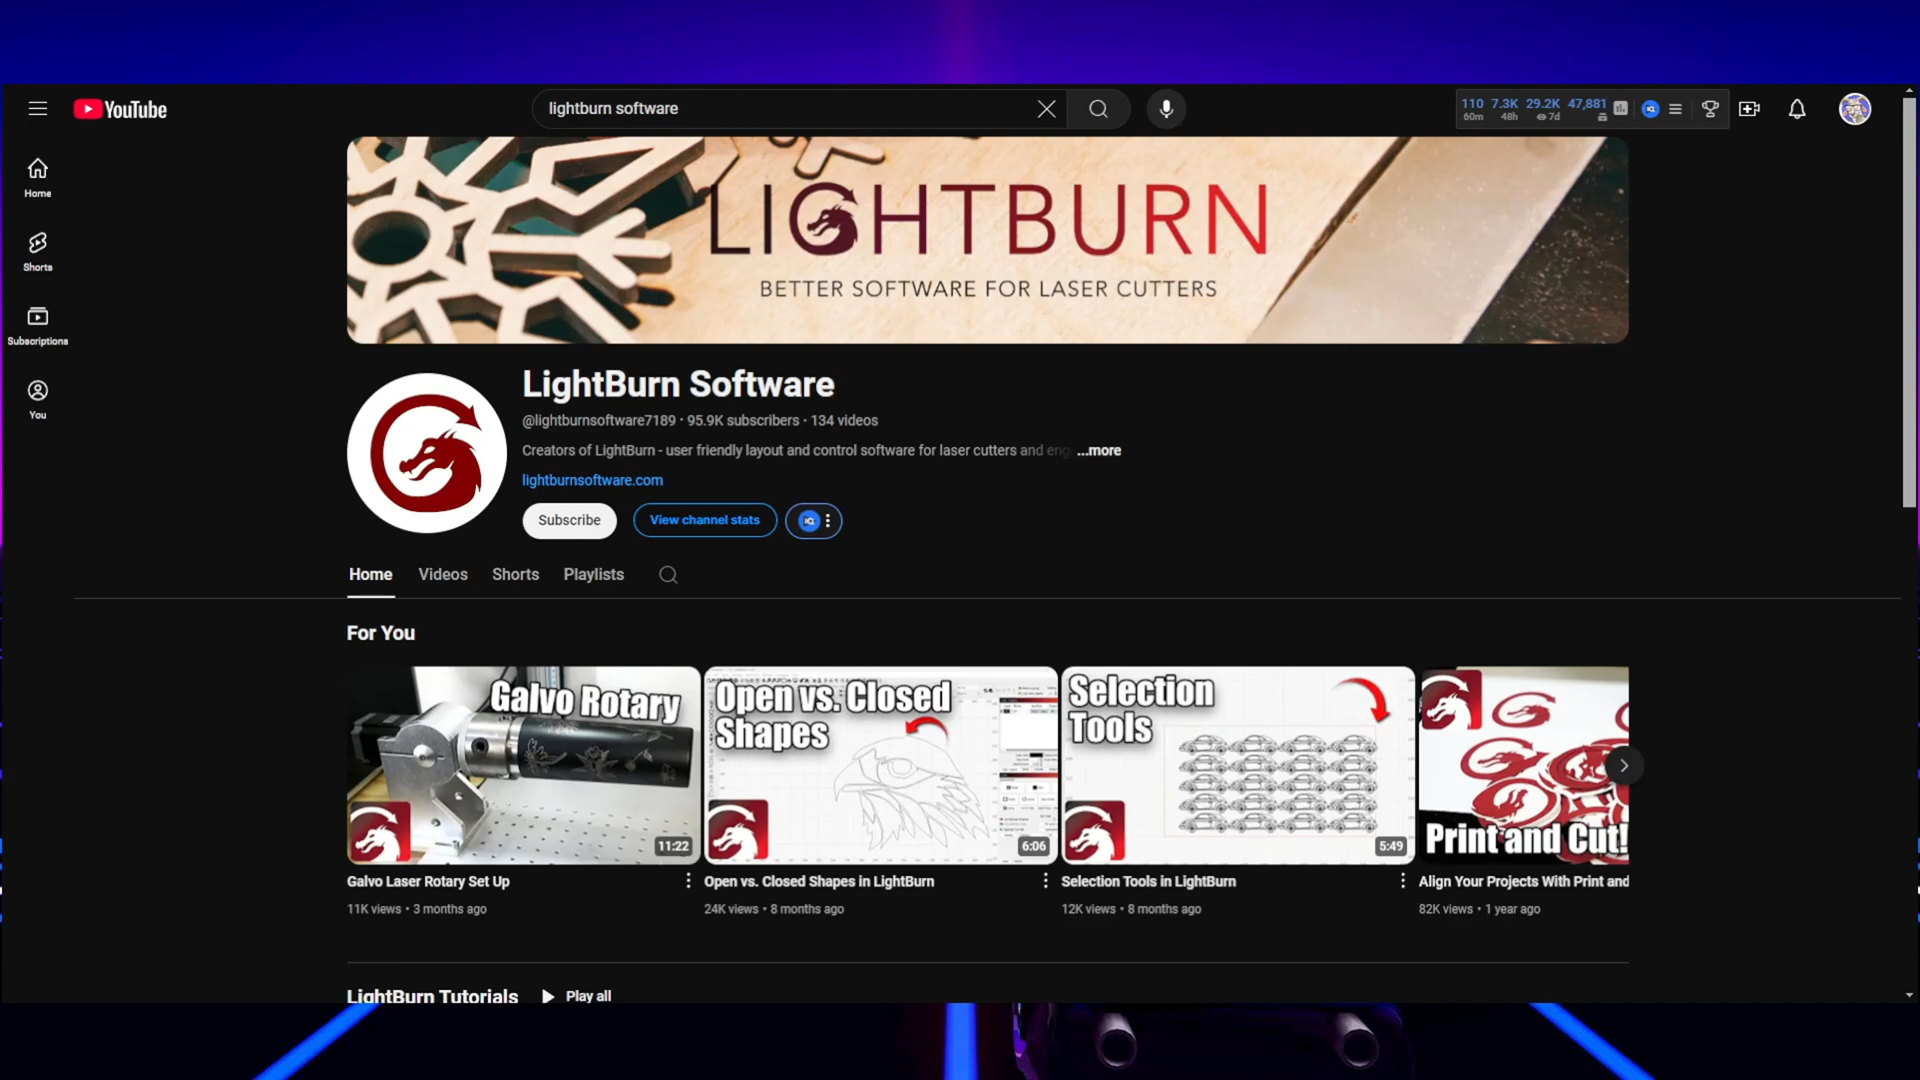 YouTube
lightburn software
110 7.3K 29.2K 47,881
60m 48h 7d
Home
Shorts
Subscriptions
You
LIGHTBURN
BETTER SOFTWARE FOR LASER CUTTERS
LightBurn Software
@lightburnsoftware7189 · 95.9K subscribers · 134 videos
Creators of LightBurn - user friendly layout and control software for laser cutters and eng ...more
lightburnsoftware.com
Subscribe
View channel stats
Home Videos Shorts Playlists
For You
Galvo Rotary
11:22
Open vs. Closed
Shapes
6:06
Selection
Tools
5:49
Print and Cut!
Galvo Laser Rotary Set Up
11K views • 3 months ago
Open vs. Closed Shapes in LightBurn
24K views • 8 months ago
Selection Tools in LightBurn
12K views • 8 months ago
Align Your Projects With Print and
82K views • 1 year ago
LightBurn Tutorials
Play all